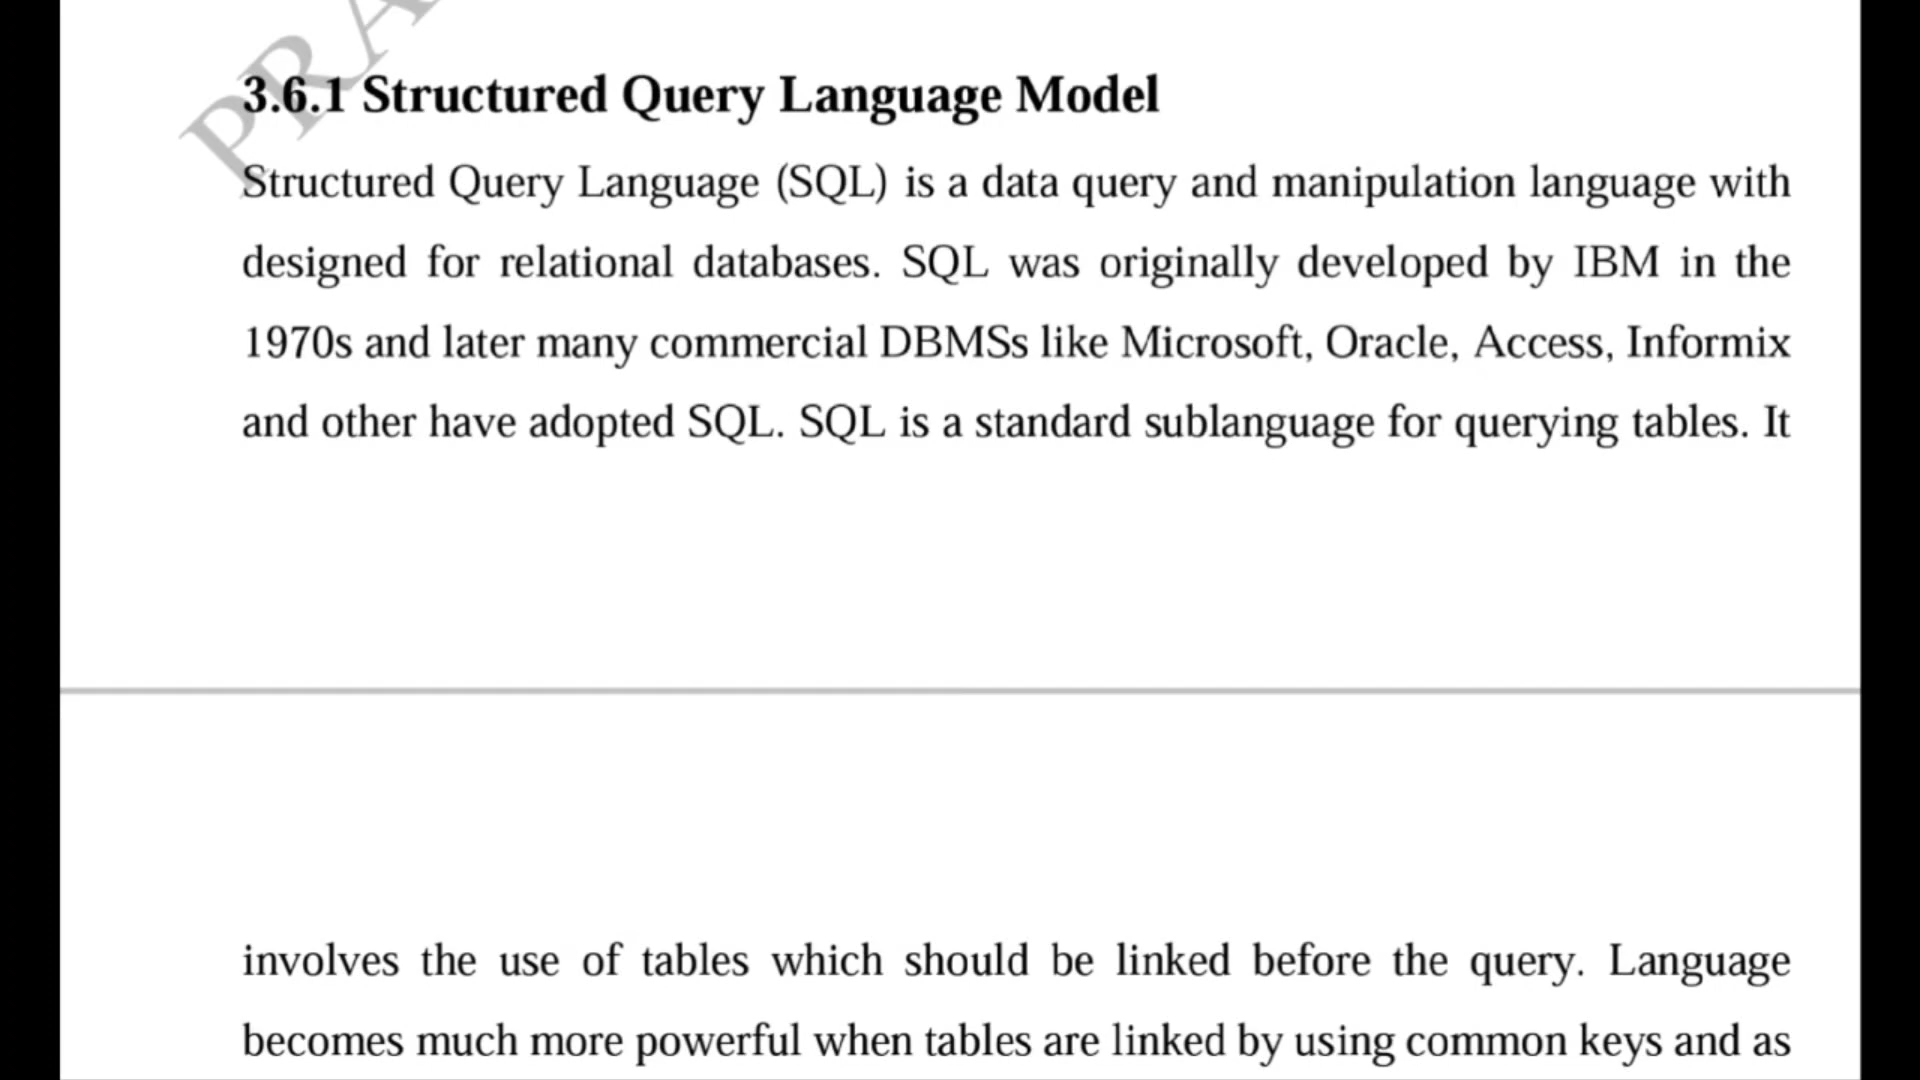 PRA
3.6.1 Structured Query Language Model
Structured Query Language (SQL) is a data query and manipulation language with
designed for relational databases. SQL was originally developed by IBM in the
1970s and later many commercial DBMSs like Microsoft, Oracle, Access, Informix
and other have adopted SQL. SQL is a standard sublanguage for querying tables. It
involves the use of tables which should be linked before the query. Language
becomes much more powerful when tables are linked by using common keys and as